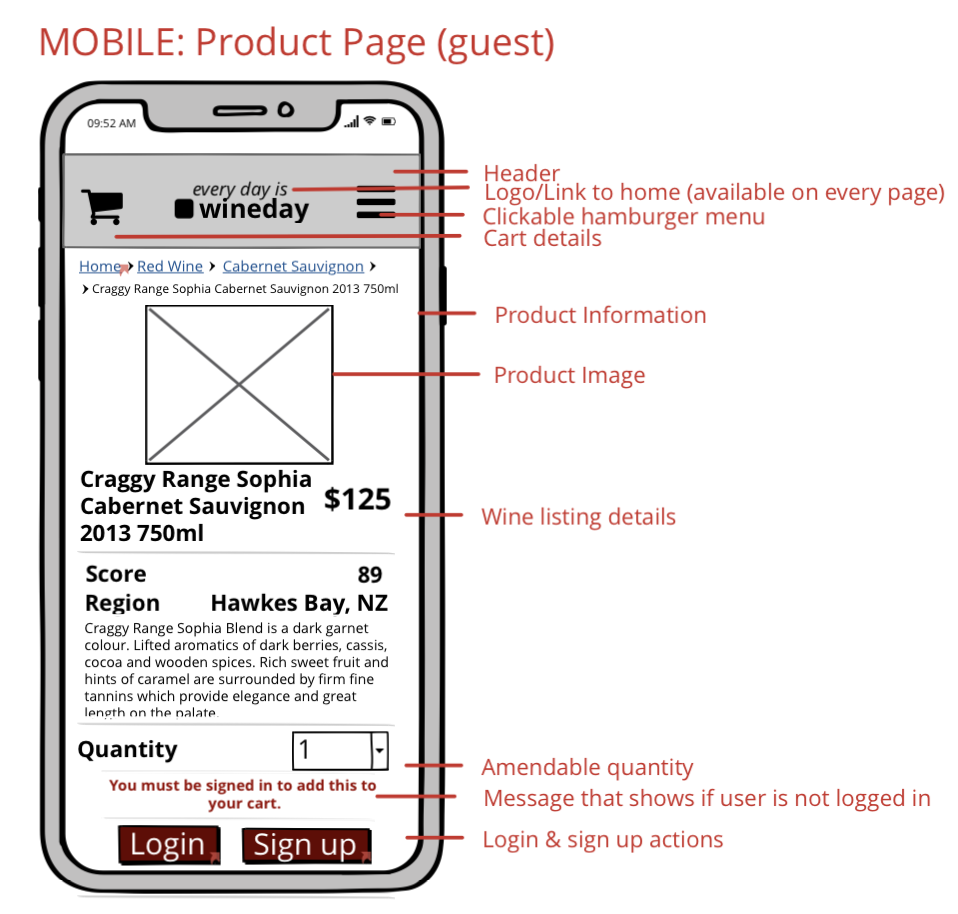 MOBILE: Product Page (guest)
09:52 AM
every day is
wineday
Header
Logo/Link to home (available on every page)
Clickable hamburger menu
Cart details
Home Red Wine Cabernet Sauvignon
Craggy Range Sophia Cabernet Sauvignon 2013 750ml
Product Information
Product Image
Craggy Range Sophia
Cabernet Sauvignon
2013 750ml
$125
Wine listing details
Score 89
Region Hawkes Bay, NZ
Craggy Range Sophia Blend is a dark garnet
colour. Lifted aromatics of dark berries, cassis,
cocoa and wooden spices. Rich sweet fruit and
hints of caramel are surrounded by firm fine
tannins which provide elegance and great
length on the palate.
Quantity 1
Amendable quantity
You must be signed in to add this to
your cart.
Message that shows if user is not logged in
Login Sign up
Login & sign up actions